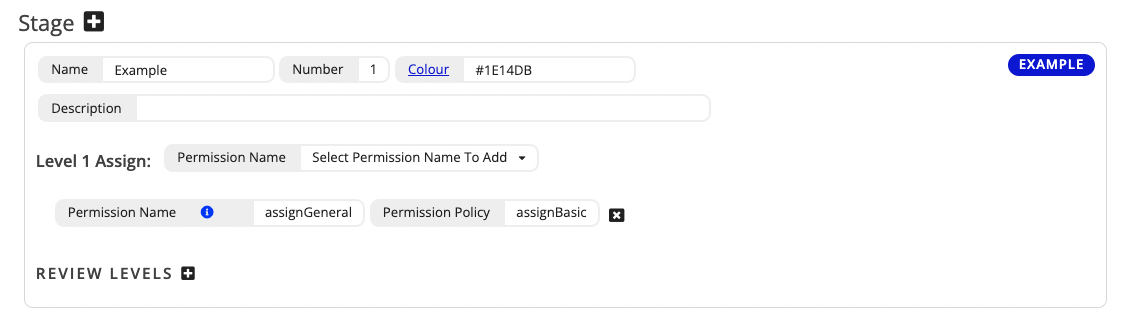 Stage
Name Example Number 1 Colour #1E14DB EXAMPLE
Description
Level 1 Assign: Permission Name Select Permission Name To Add
Permission Name assignGeneral Permission Policy assignBasic
REVIEW LEVELS